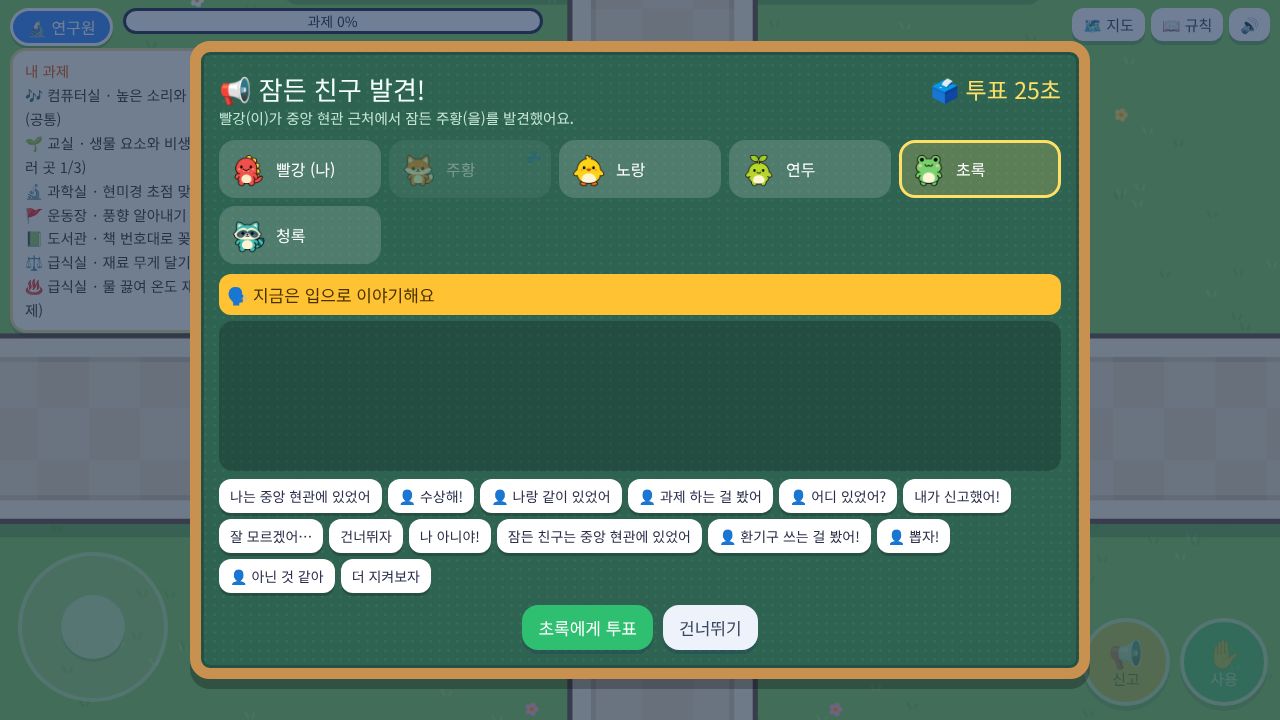 연구원
과제 0%
지도
규칙
내 과제
컴퓨터실 · 높은 소리와
(공통)
교실 · 생물 요소와 비생
러 곳 1/3)
과학실 · 현미경 초점 맞
운동장 · 풍향 알아내기
도서관 · 책 번호대로 꽂
급식실 · 재료 무게 달기
급식실 · 물 끓여 온도 재
제)
잠든 친구 발견!
투표 25초
빨강(이)가 중앙 현관 근처에서 잠든 주황(을)를 발견했어요.
빨강 (나)
주황
노랑
연두
초록
청록
지금은 입으로 이야기해요
나는 중앙 현관에 있었어
수상해!
나랑 같이 있었어
과제 하는 걸 봤어
어디 있었어?
내가 신고했어!
잘 모르겠어…
건너뛰자
나 아니야!
잠든 친구는 중앙 현관에 있었어
환기구 쓰는 걸 봤어!
뽑자!
아닌 것 같아
더 지켜보자
초록에게 투표
건너뛰기
신고
사용